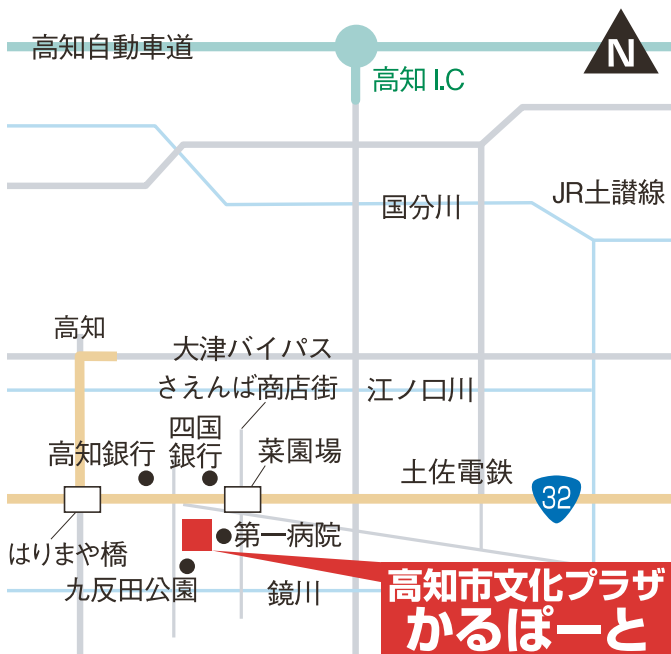 N
高知自動車道
高知 I.C
国分川
JR土讃線
高知
大津バイパス
さえんば商店街
江ノ口川
四国
銀行
高知銀行
菜園場
土佐電鉄
32
はりまや橋
第一病院
九反田公園
鏡川
高知市文化プラザ
かるぽーと